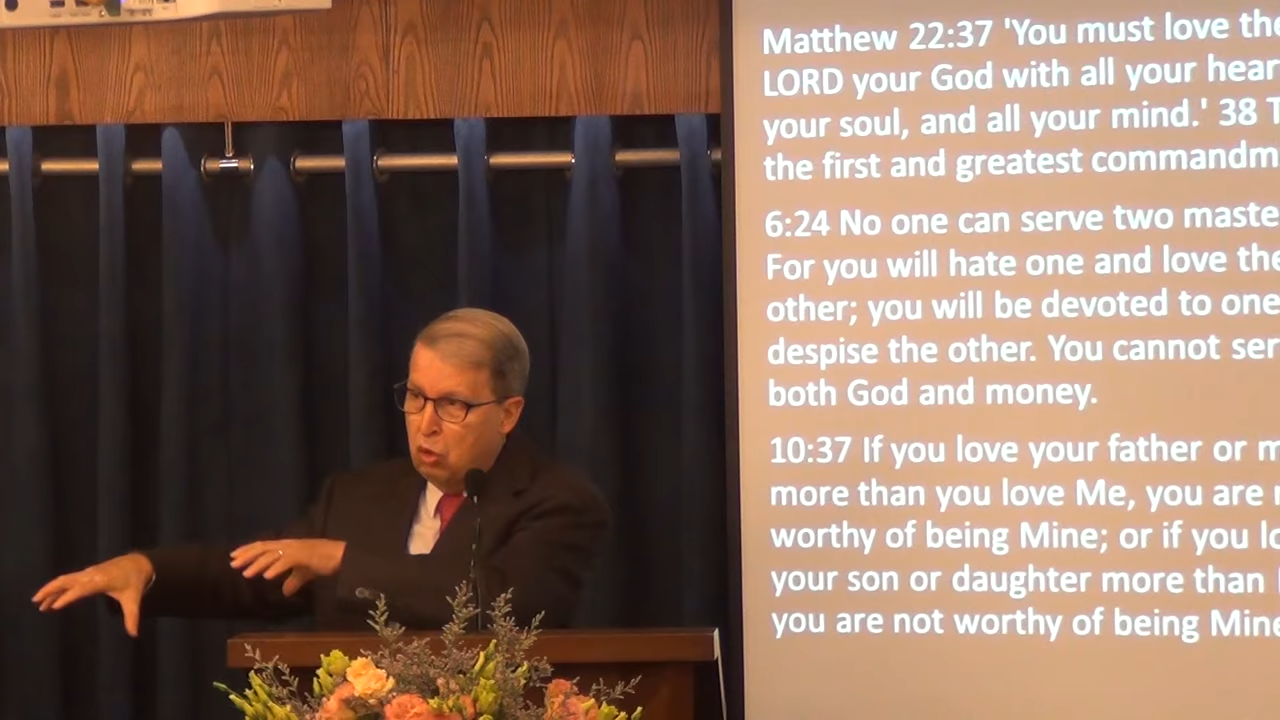 Matthew 22:37 'You must love the
LORD your God with all your hear
your soul, and all your mind.' 38 T
the first and greatest commandm
6:24 No one can serve two maste
For you will hate one and love the
other; you will be devoted to one
despise the other. You cannot ser
both God and money.
10:37 If you love your father or m
more than you love Me, you are
worthy of being Mine; or if you lo
your son or daughter more than
you are not worthy of being Mine